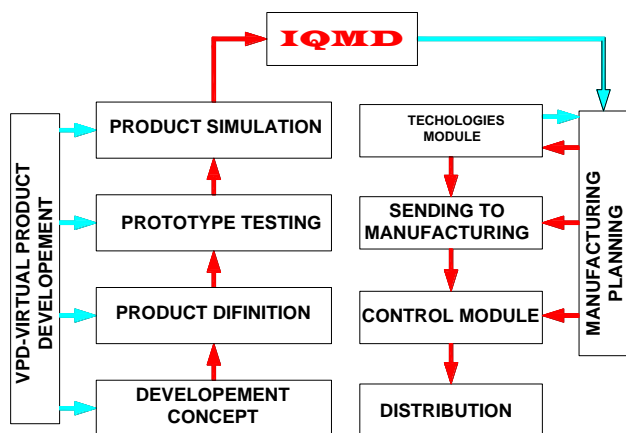 IQMD
PRODUCT SIMULATION
PROTOTYPE TESTING
PRODUCT DIFINITION
DEVELOPEMENT
CONCEPT
VPD-VIRTUAL PRODUCT
DEVELOPEMENT
TECHOLOGIES
MODULE
SENDING TO
MANUFACTURING
CONTROL MODULE
DISTRIBUTION
MANUFACTURING
PLANNING